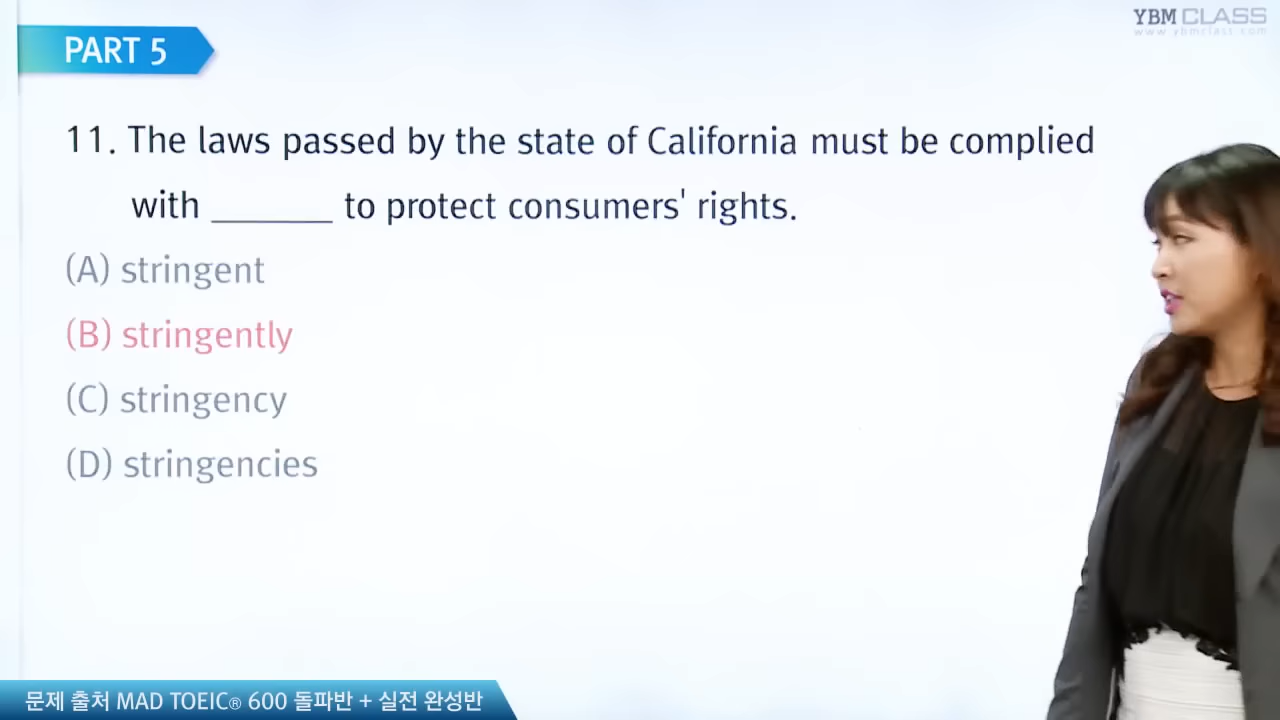 YBM CLASS
www.ybmclass.com
PART 5
11. The laws passed by the state of California must be complied
with ______ to protect consumers' rights.
(A) stringent
(B) stringently
(C) stringency
(D) stringencies
문제 출처 MAD TOEIC® 600 돌파반 + 실전 완성반